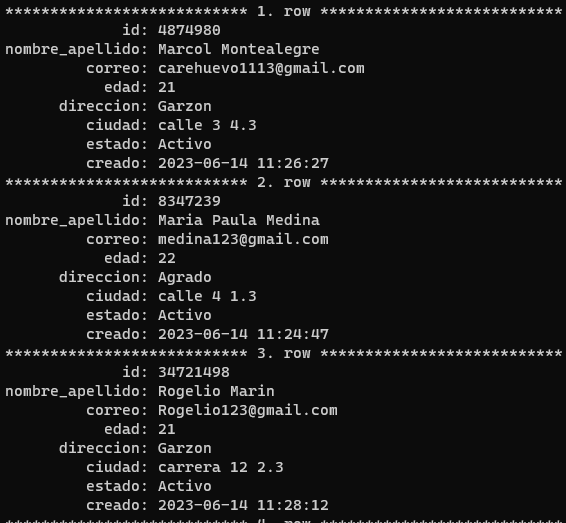 *************************** 1. row ***************************
id: 4874980
nombre_apellido: Marcol Montealegre
correo: carehuevo1113@gmail.com
edad: 21
direccion: Garzon
ciudad: calle 3 4.3
estado: Activo
creado: 2023-06-14 11:26:27
*************************** 2. row ***************************
id: 8347239
nombre_apellido: Maria Paula Medina
correo: medina123@gmail.com
edad: 22
direccion: Agrado
ciudad: calle 4 1.3
estado: Activo
creado: 2023-06-14 11:24:47
*************************** 3. row ***************************
id: 34721498
nombre_apellido: Rogelio Marin
correo: Rogelio123@gmail.com
edad: 21
direccion: Garzon
ciudad: carrera 12 2.3
estado: Activo
creado: 2023-06-14 11:28:12
*************************** 4. row ***************************